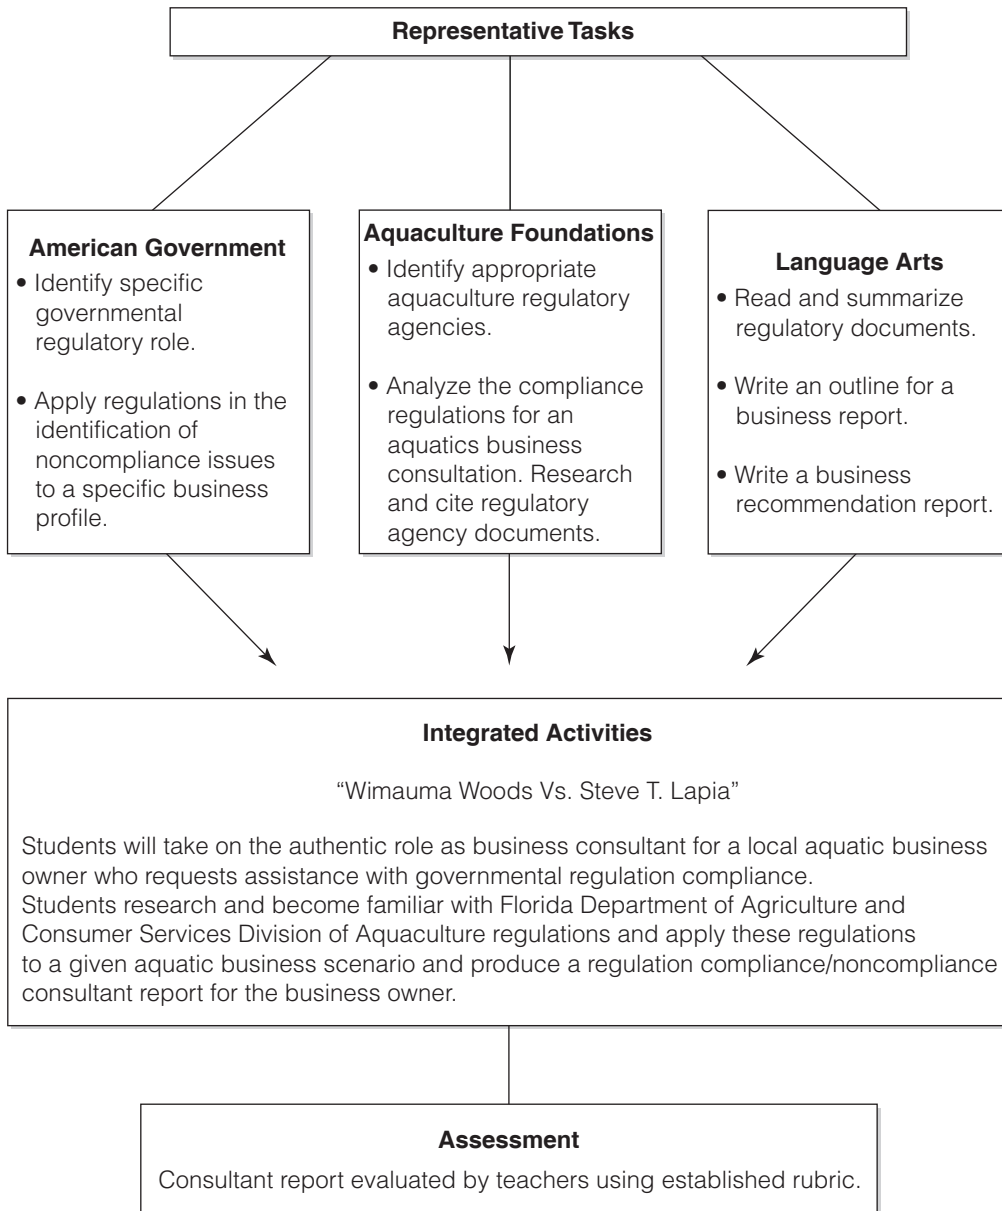 Representative Tasks
American Government
• Identify specific
governmental
regulatory role.
• Apply regulations in the
identification of
noncompliance issues
to a specific business
profile.
Aquaculture Foundations
• Identify appropriate
aquaculture regulatory
agencies.
• Analyze the compliance
regulations for an
aquatics business
consultation. Research
and cite regulatory
agency documents.
Language Arts
• Read and summarize
regulatory documents.
• Write an outline for a
business report.
• Write a business
recommendation report.
Integrated Activities
“Wimauma Woods Vs. Steve T. Lapia”
Students will take on the authentic role as business consultant for a local aquatic business
owner who requests assistance with governmental regulation compliance.
Students research and become familiar with Florida Department of Agriculture and
Consumer Services Division of Aquaculture regulations and apply these regulations
to a given aquatic business scenario and produce a regulation compliance/noncompliance
consultant report for the business owner.
Assessment
Consultant report evaluated by teachers using established rubric.